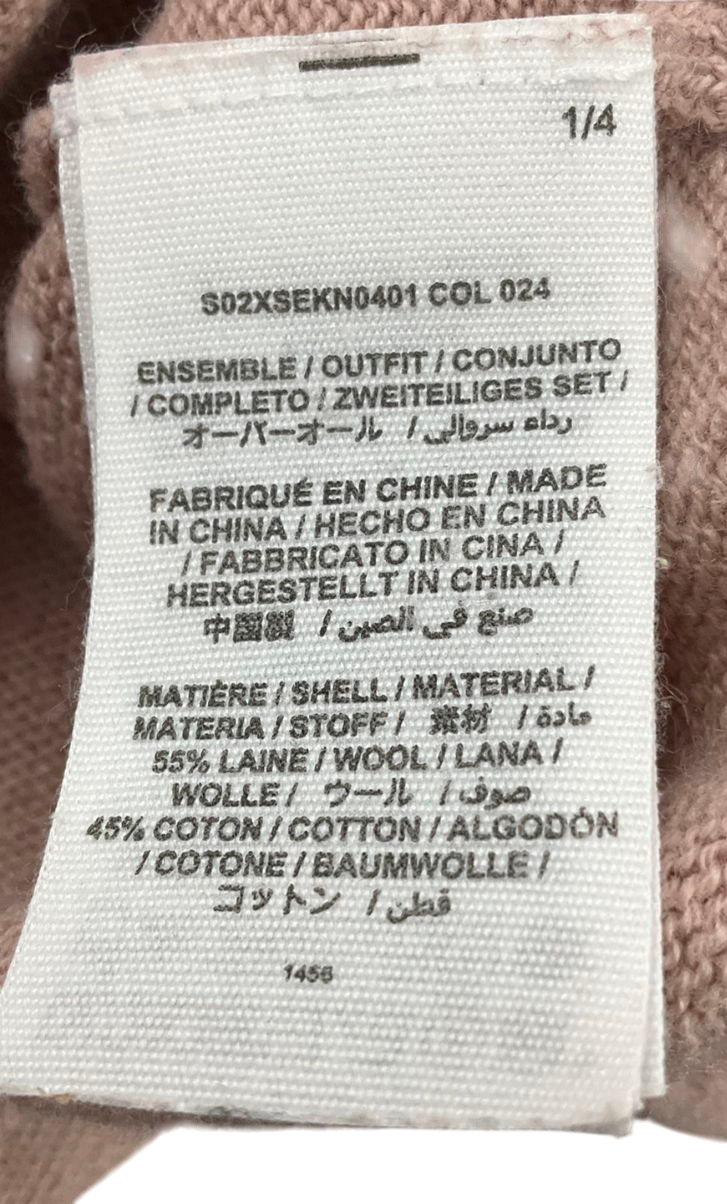 1/4
S02XSEKN0401 COL 024
ENSEMBLE / OUTFIT / CONJUNTO
/ COMPLETO / ZWEITEILIGES SET /
オーバーオール / رداء سروالي
FABRIQUÉ EN CHINE / MADE
IN CHINA / HECHO EN CHINA
/ FABBRICATO IN CINA /
HERGESTELLT IN CHINA /
中国製 / صنع في الصين
MATIÈRE / SHELL / MATERIAL /
MATERIA / STOFF / 素材 / مادة
55% LAINE / WOOL / LANA /
WOLLE / ウール / صوف
45% COTON / COTTON / ALGODÓN
/ COTONE / BAUMWOLLE /
コットン / قطن
1456